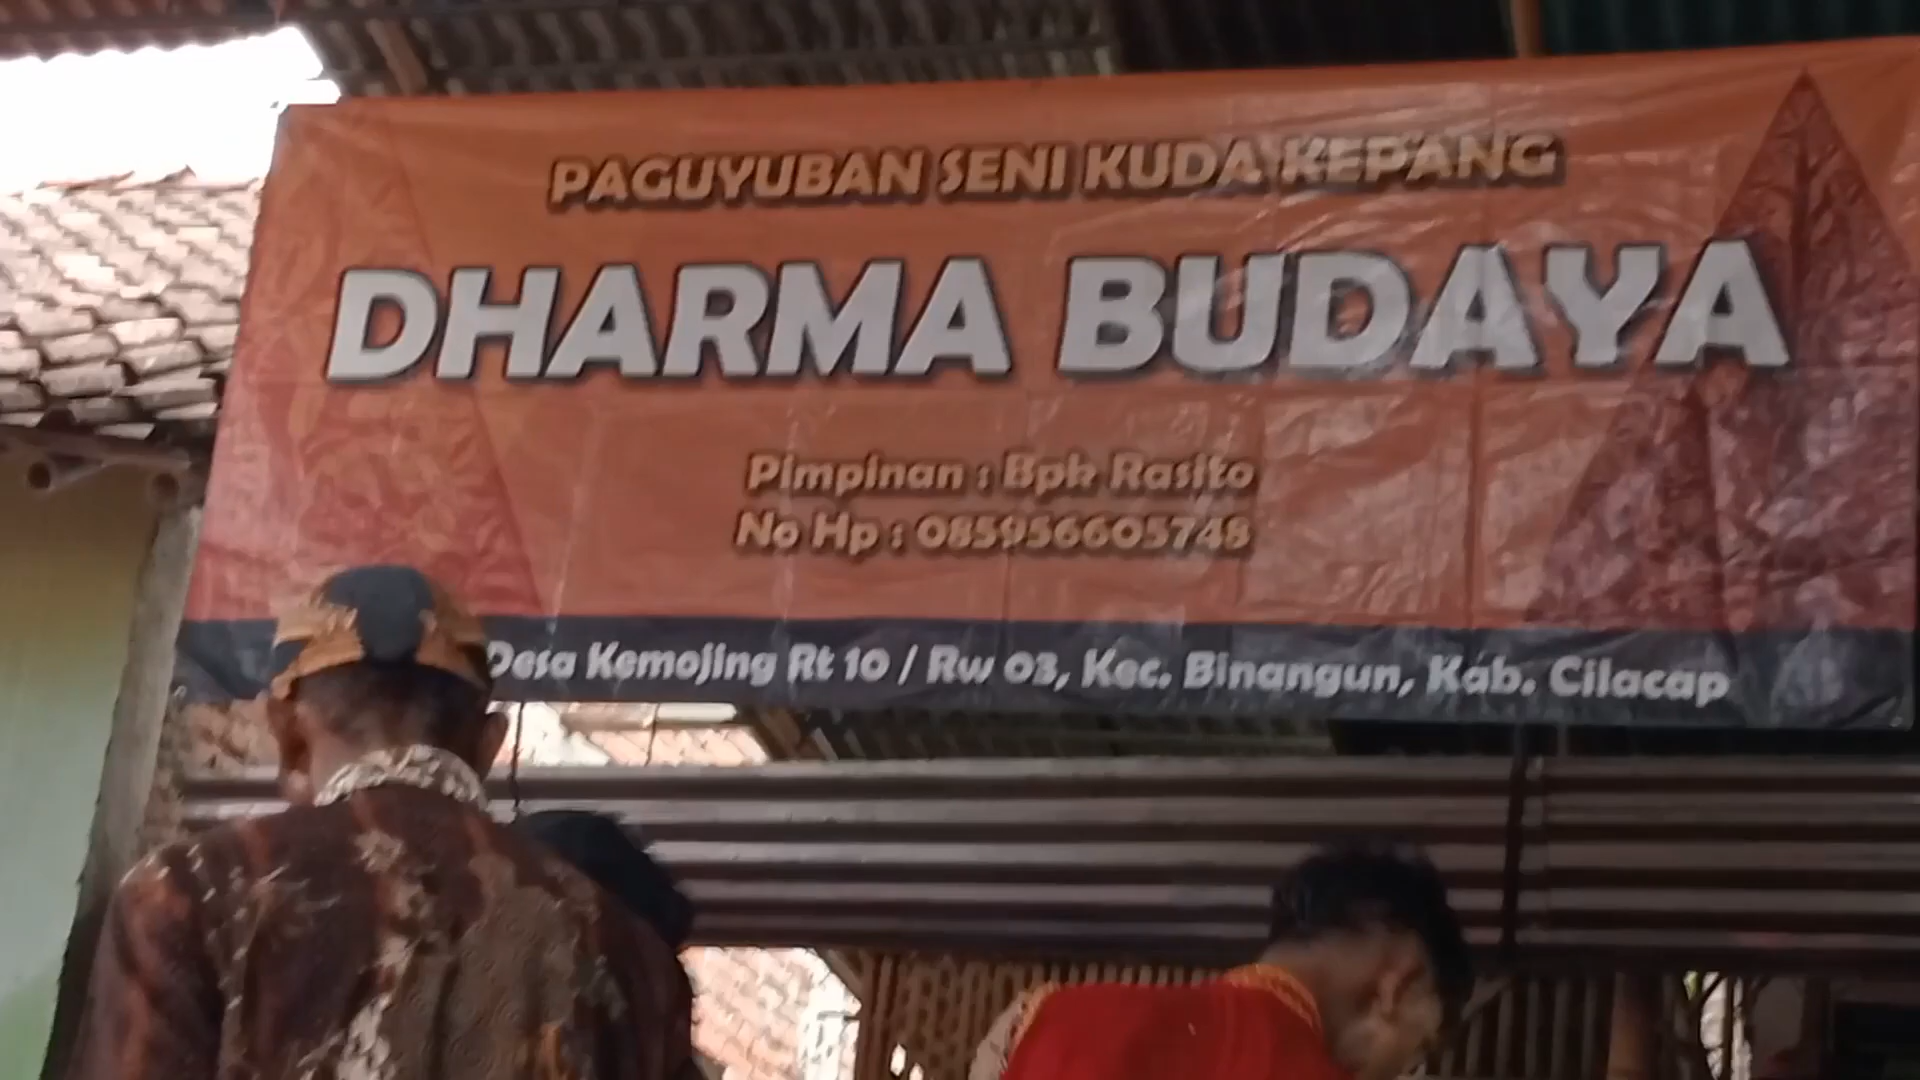 PAGUYUBAN SENI KUDA KEPANG
DHARMA BUDAYA
Pimpinan : Bpk Rasito
No Hp : 085956605748
Desa Kemojing Rt 10 / Rw 03, Kec. Binangun, Kab. Cilacap